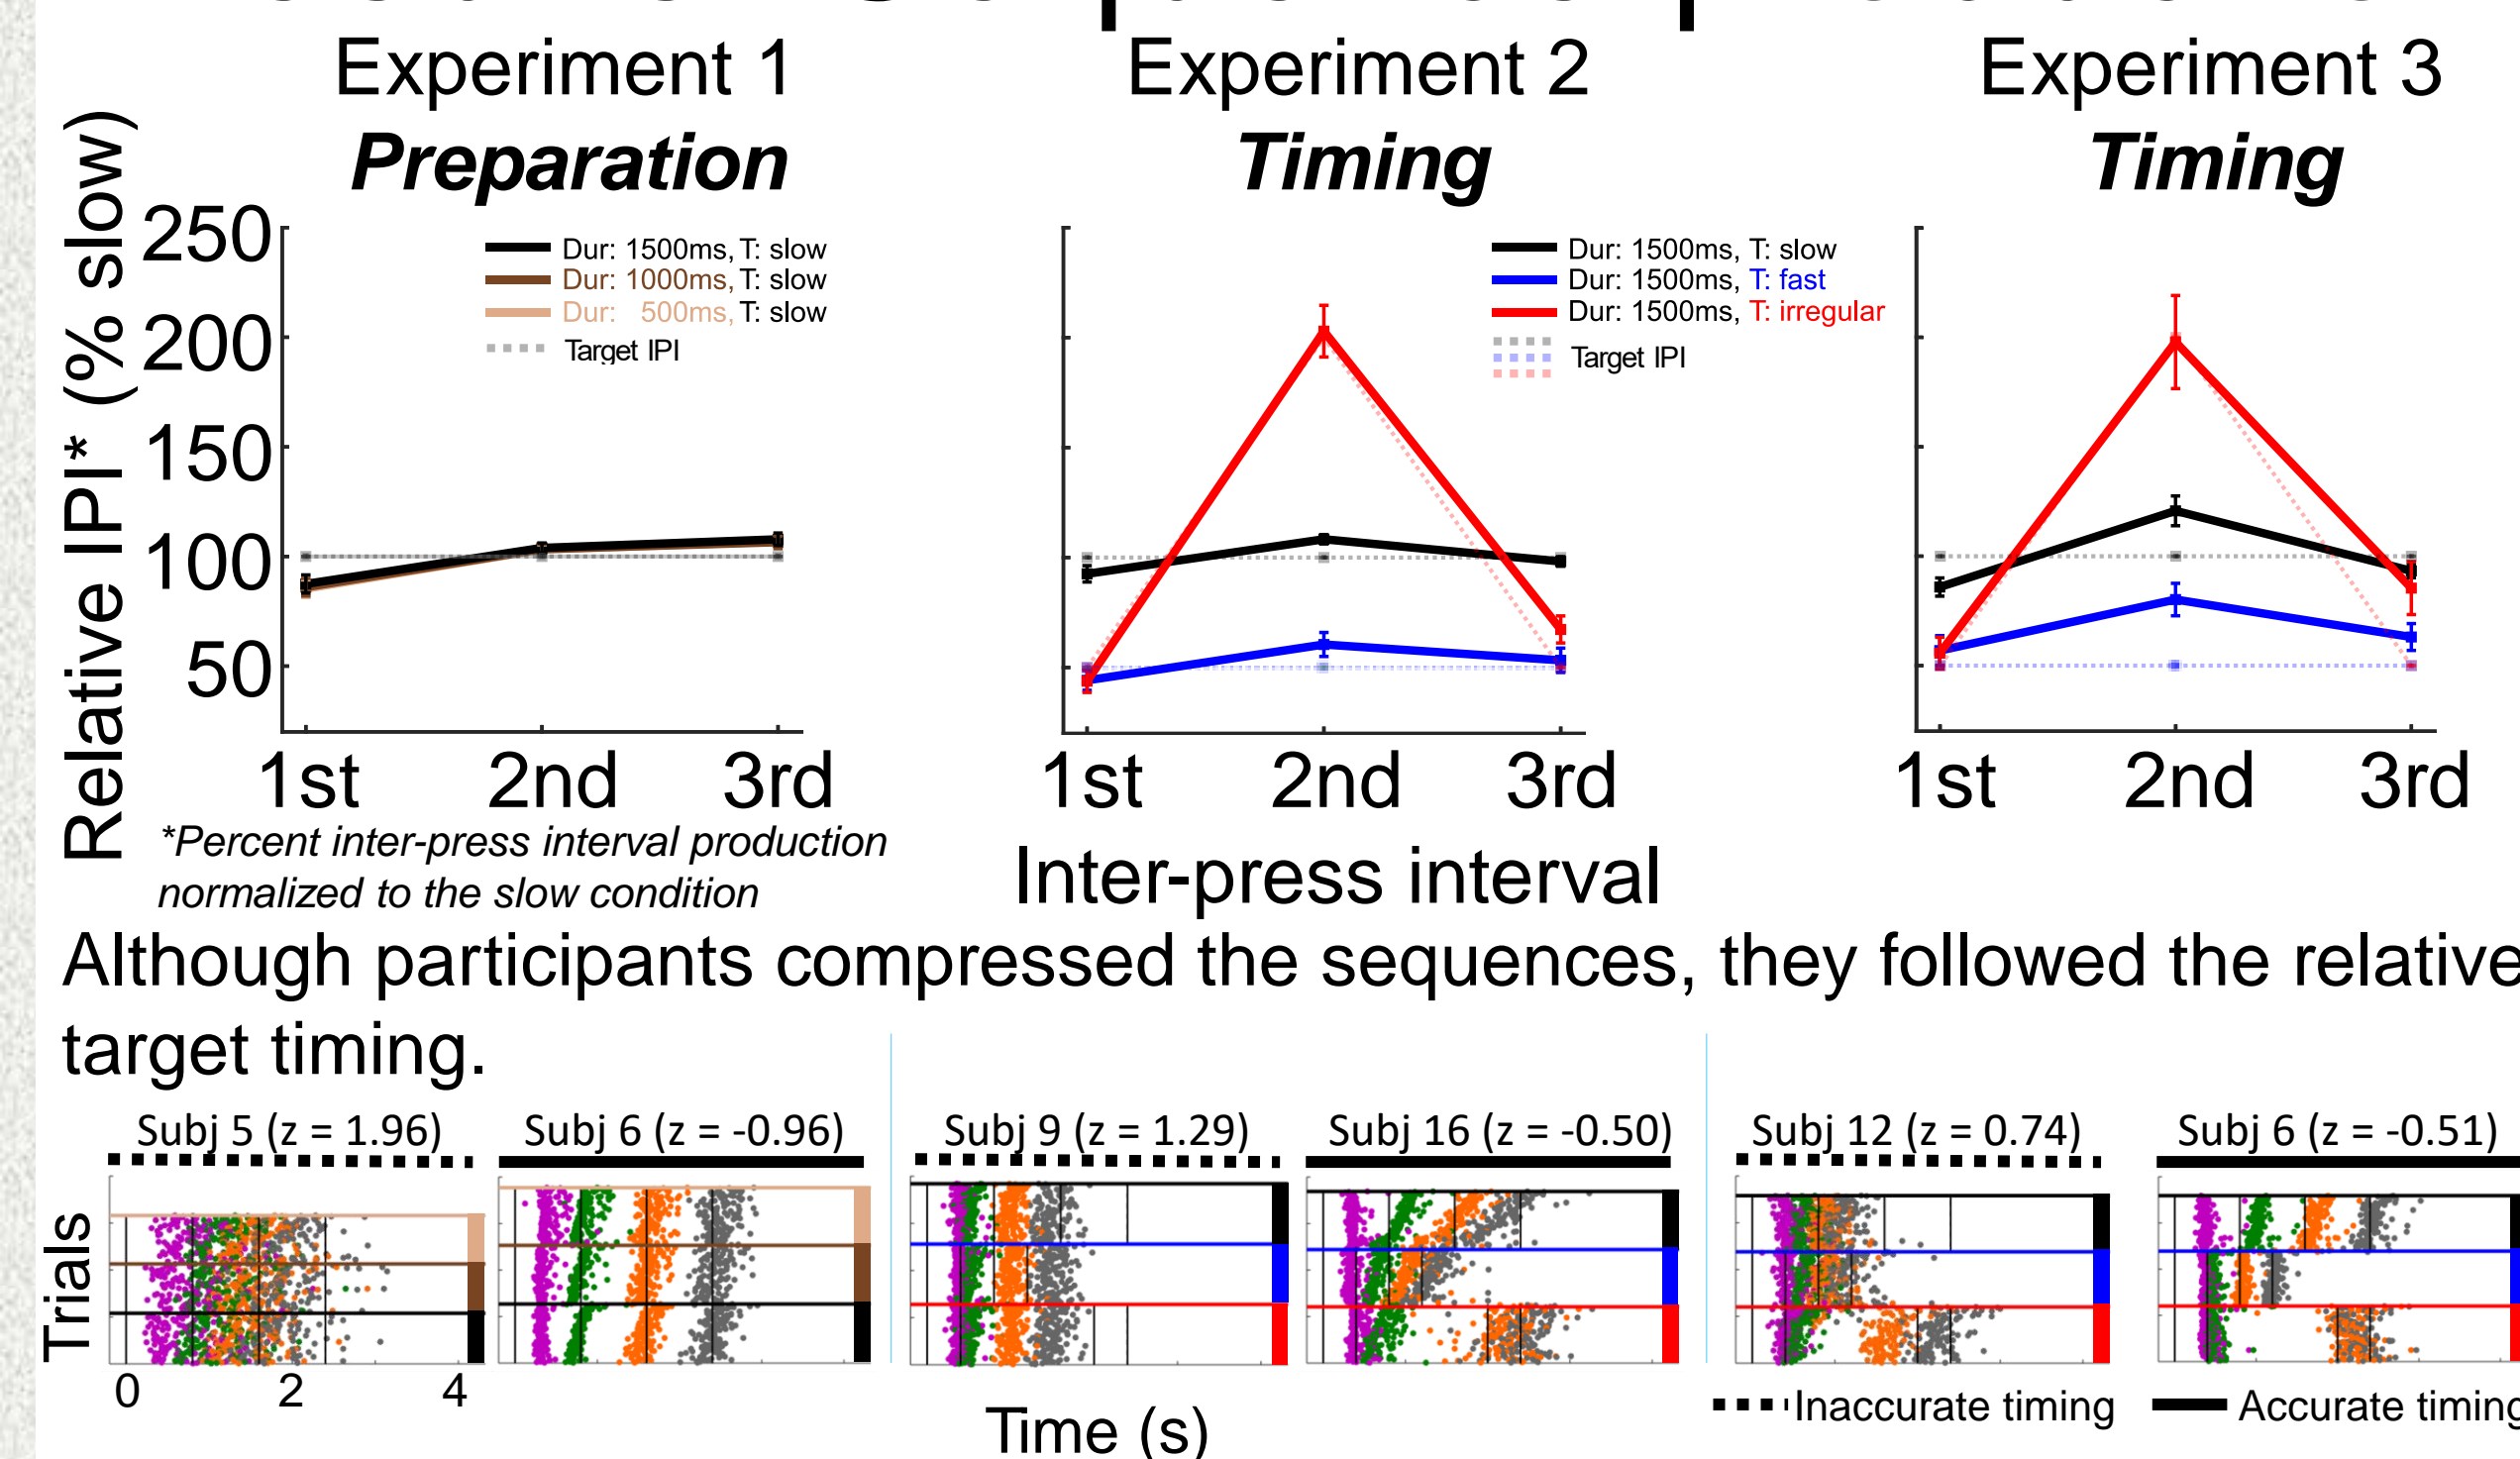 Experiment 1
Experiment 2
Experiment 3
Preparation
Timing
Timing
Relative IPI* (% slow)
250
200
150
100
50
Dur: 1500ms, T: slow
Dur: 1000ms, T: slow
Dur: 500ms, T: slow
Target IPI
Dur: 1500ms, T: slow
Dur: 1500ms, T: fast
Dur: 1500ms, T: irregular
Target IPI
1st 2nd 3rd
1st 2nd 3rd
1st 2nd 3rd
*Percent inter-press interval production
normalized to the slow condition
Inter-press interval
Although participants compressed the sequences, they followed the relative
target timing.
Subj 5 (z = 1.96)
Subj 6 (z = -0.96)
Subj 9 (z = 1.29)
Subj 16 (z = -0.50)
Subj 12 (z = 0.74)
Subj 6 (z = -0.51)
Trials
0 2 4
Time (s)
Inaccurate timing
Accurate timing